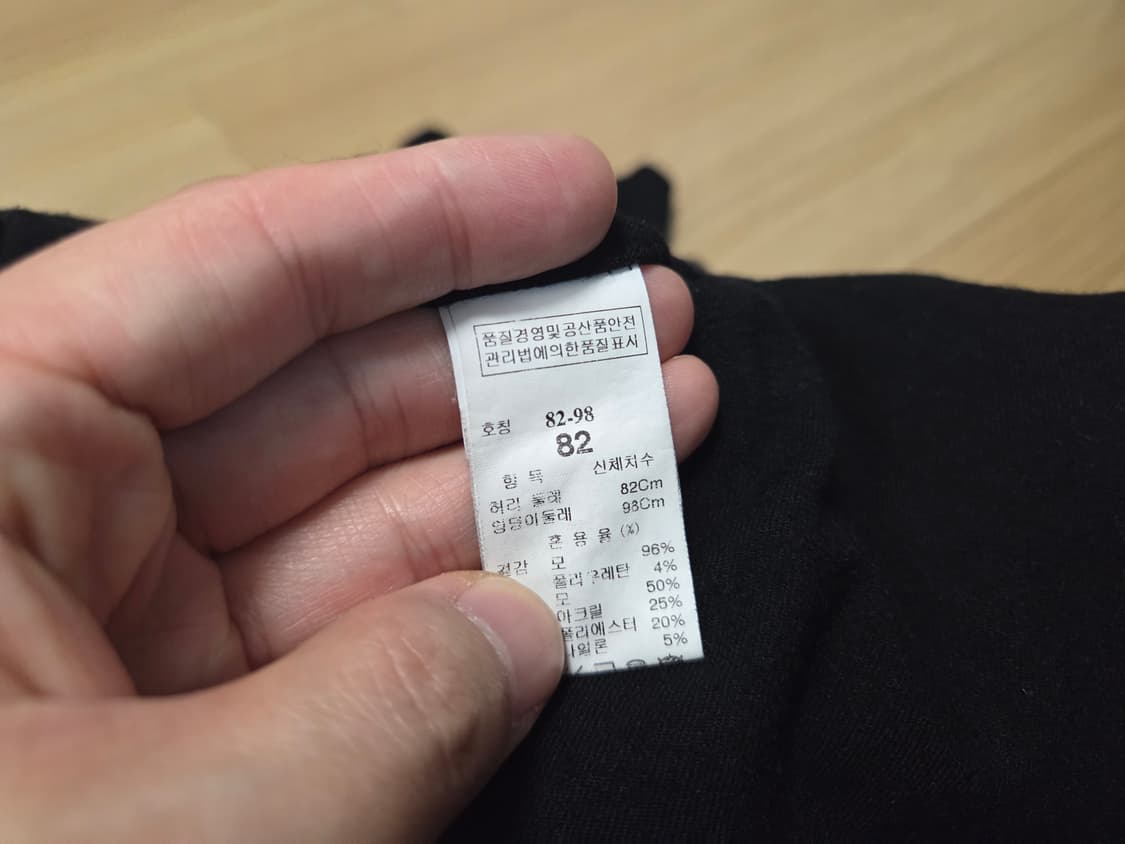 품질경영및공산품안전
관리법에의한품질표시
호칭 82-98
82
항 목 신체치수
허리 둘레 82Cm
엉덩이둘레 98Cm
혼 용 율 (%)
겉감 모 96%
폴리우레탄 4%
모 50%
아크릴 25%
폴리에스터 20%
나일론 5%